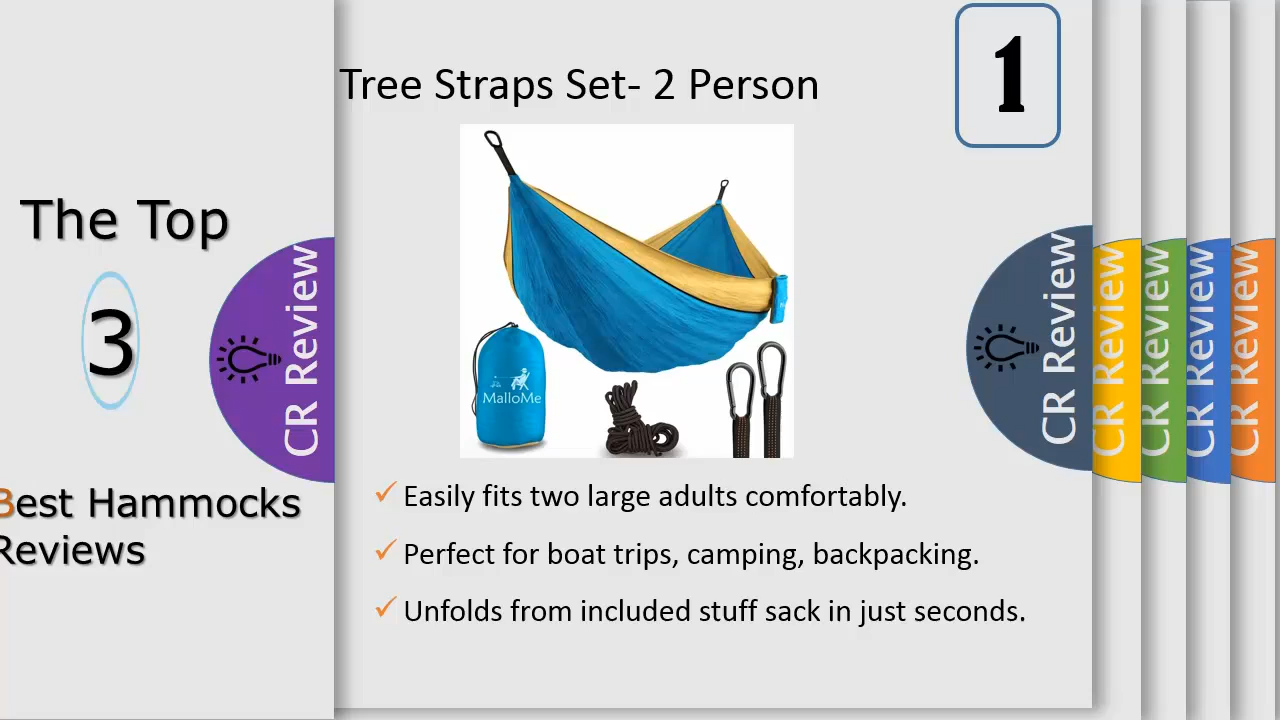 The Top
3
Best Hammocks
Reviews
CR Review
Tree Straps Set- 2 Person
1
MalloMe
✓ Easily fits two large adults comfortably.
✓ Perfect for boat trips, camping, backpacking.
✓ Unfolds from included stuff sack in just seconds.
CR Review
CR Review
CR Review
CR Review
CR Review